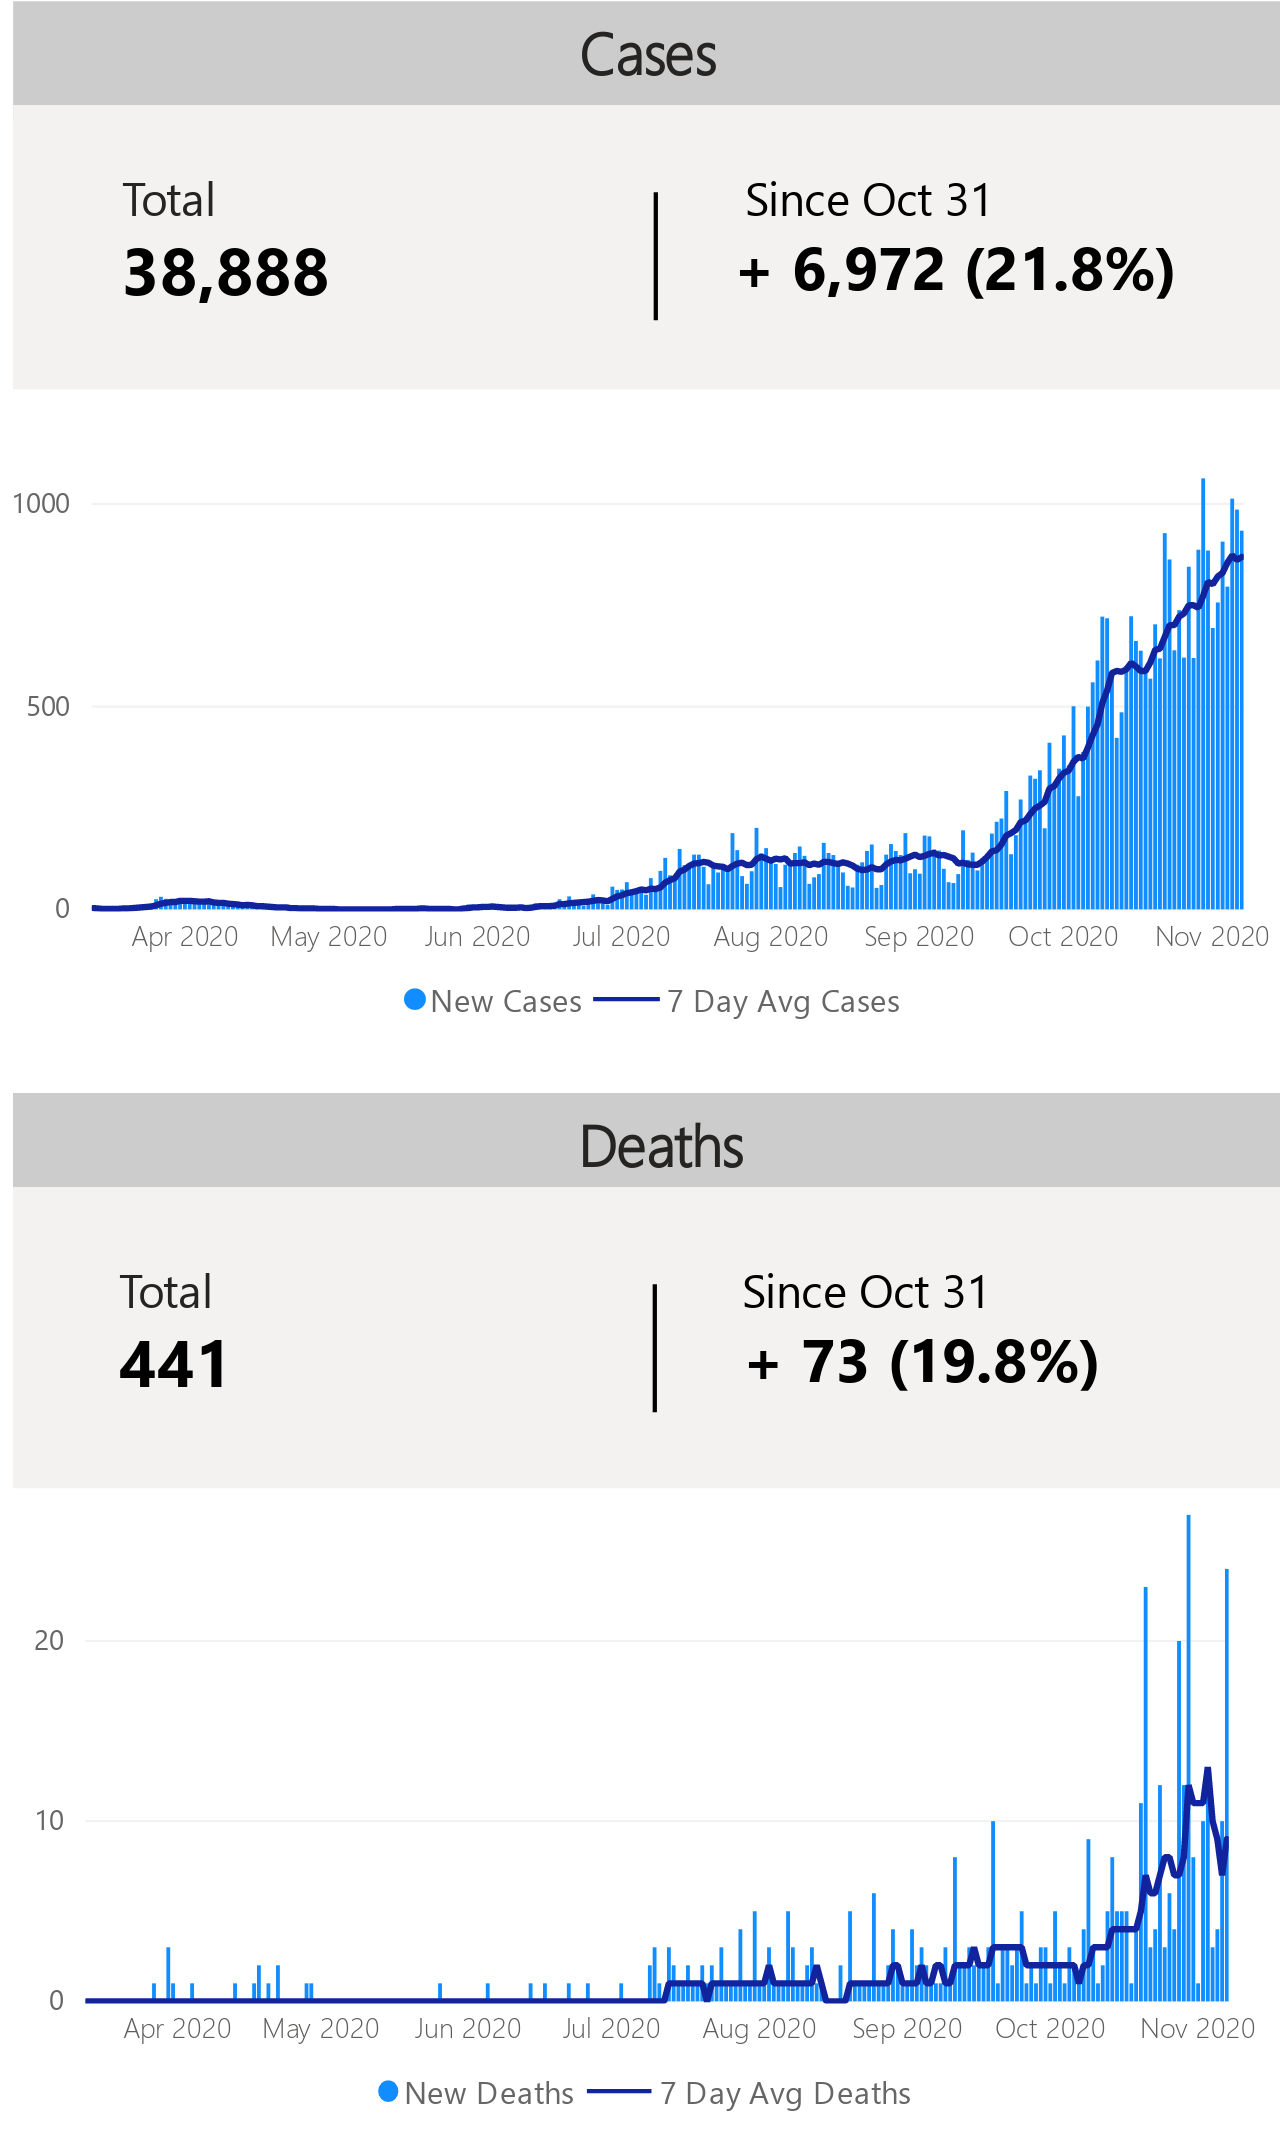 Cases
Total
Since Oct 31
38,888
+ 6,972 (21.8%)
1000
500
0
Apr 2020 May 2020 Jun 2020 Jul 2020 Aug 2020 Sep 2020 Oct 2020 Nov 2020
New Cases 7 Day Avg Cases
Deaths
Total
Since Oct 31
441
+ 73 (19.8%)
20
10
0
Apr 2020 May 2020 Jun 2020 Jul 2020 Aug 2020 Sep 2020 Oct 2020 Nov 2020
New Deaths 7 Day Avg Deaths